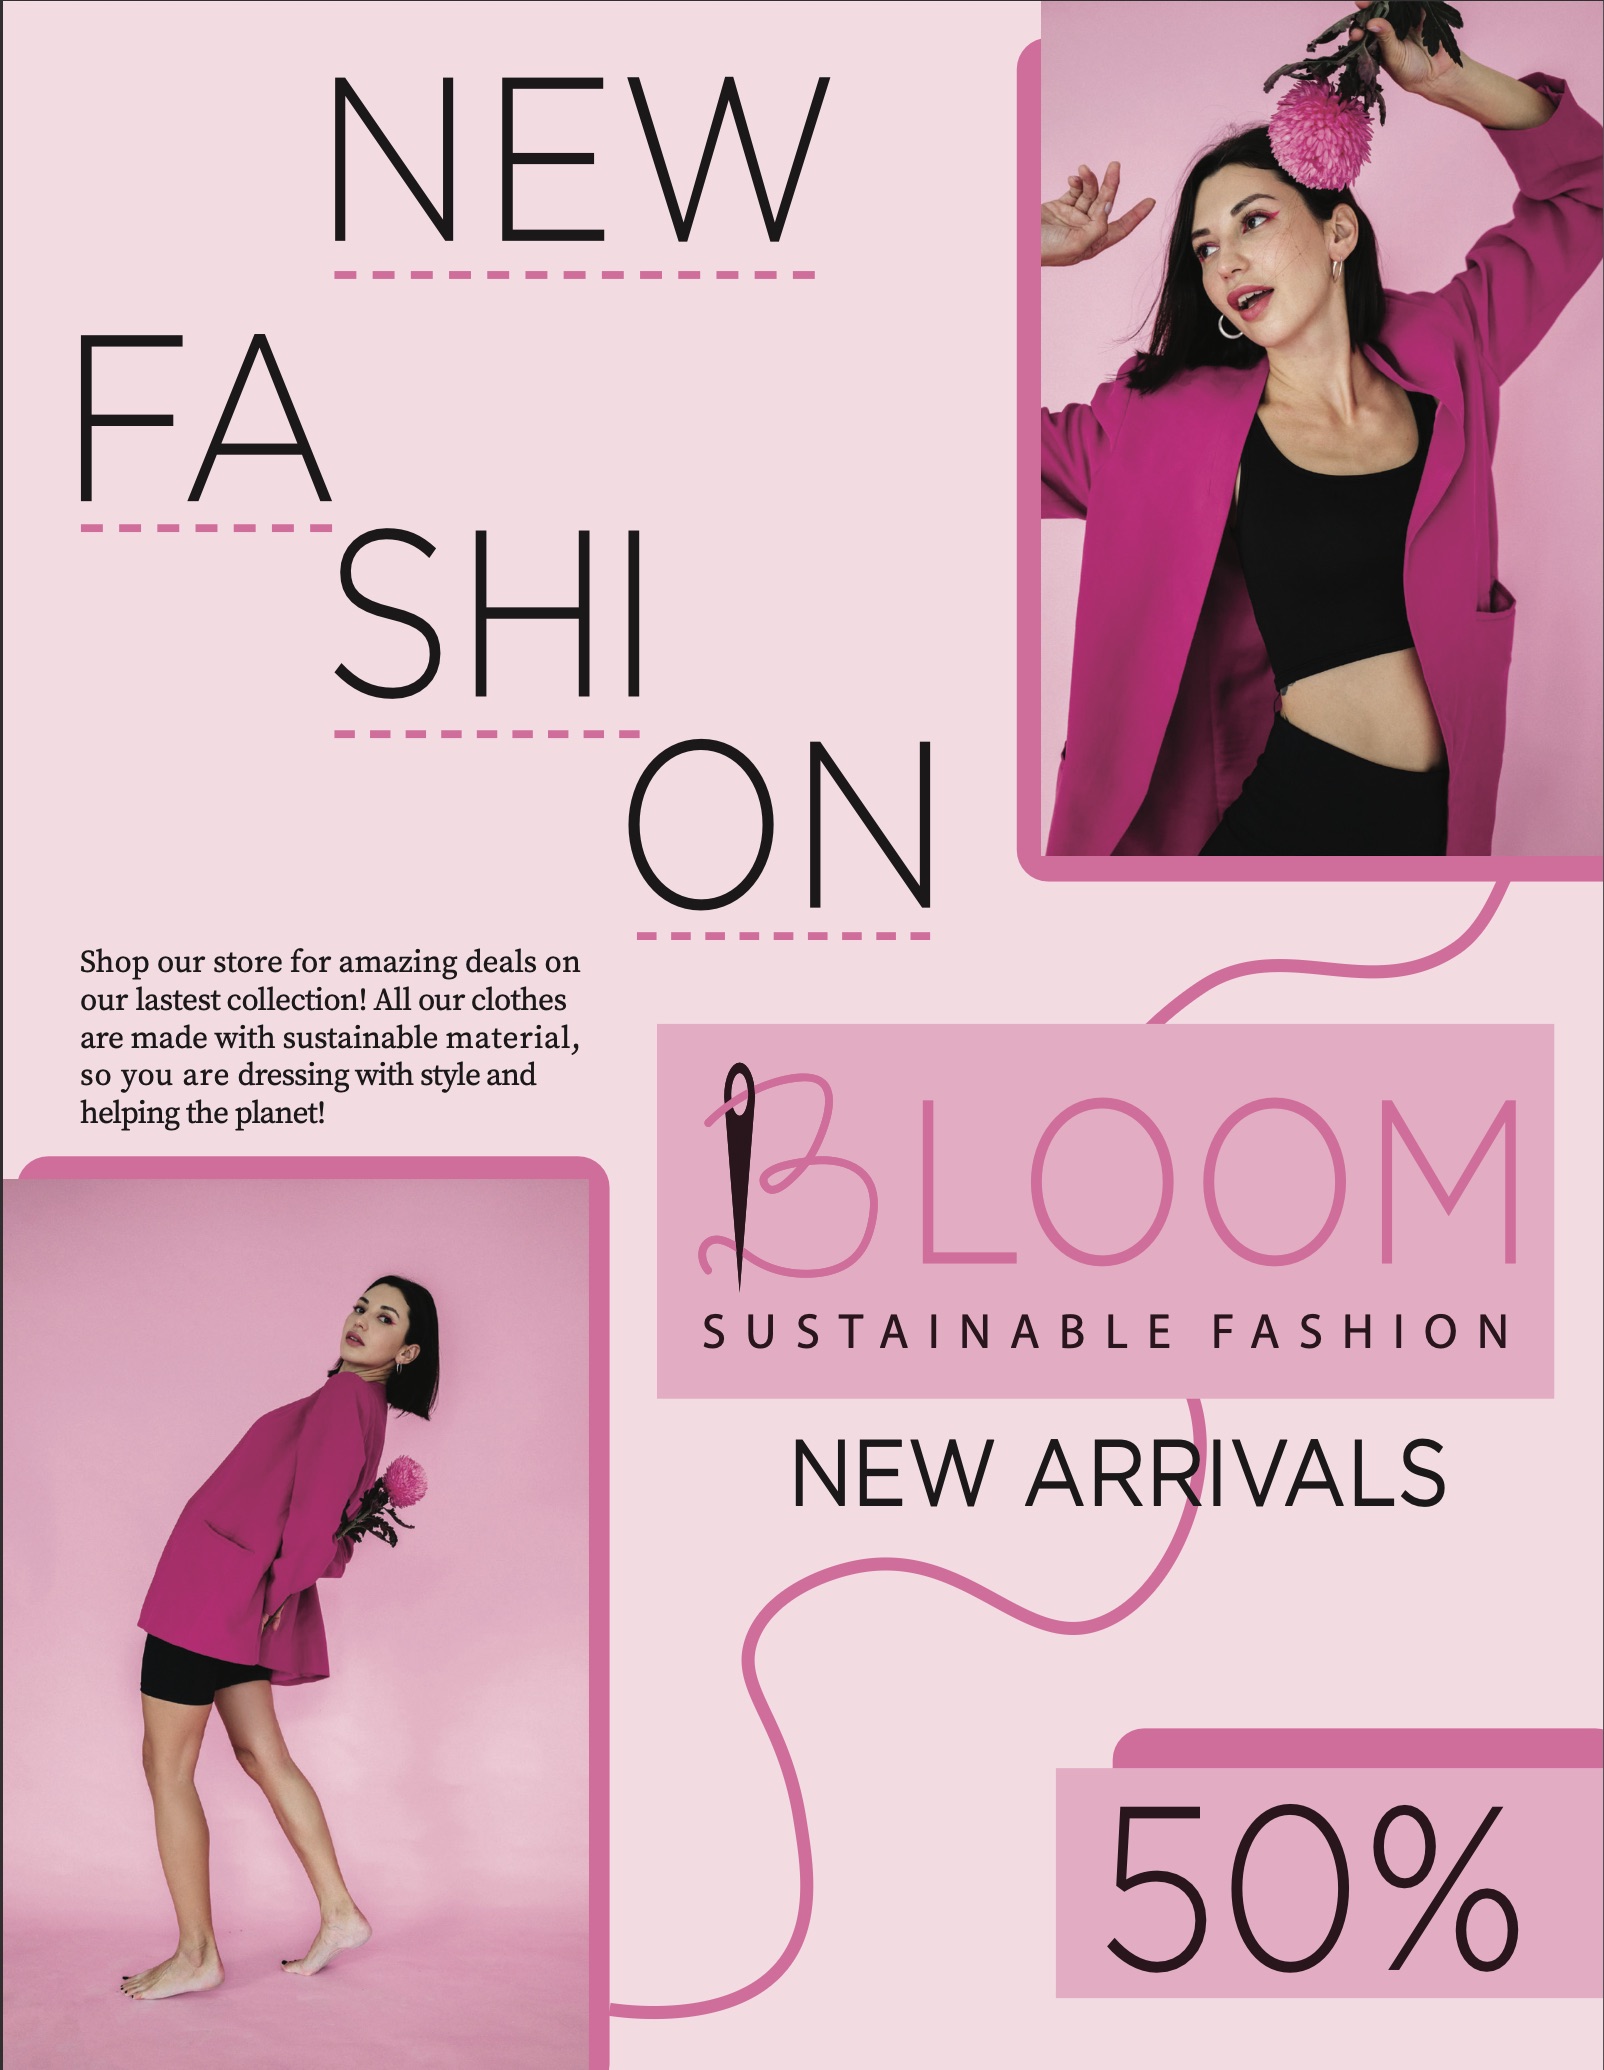 NEW
FA
SHI
ON
Shop our store for amazing deals on
our lastest collection! All our clothes
are made with sustainable material,
so you are dressing with style and
helping the planet!
BLOOM
SUSTAINABLE FASHION
NEW ARRIVALS
50%